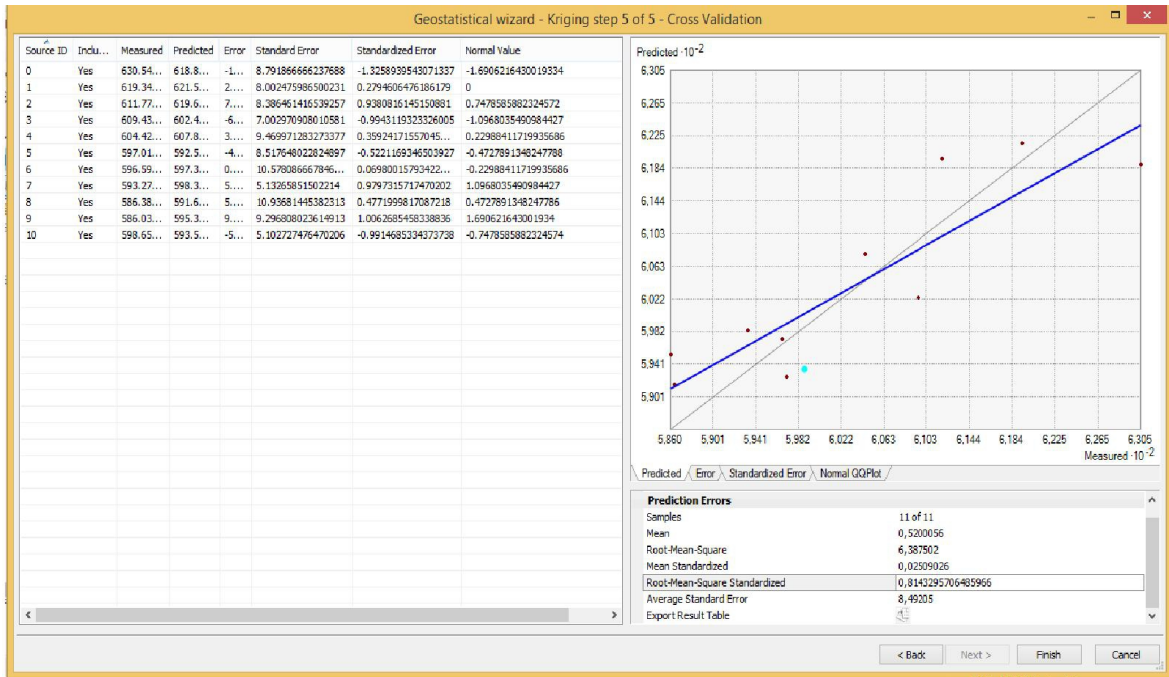 Geostatistical wizard - Kriging step 5 of 5 - Cross Validation
Source ID Inclu... Measured Predicted Error Standard Error Standardized Error Normal Value
0 Yes 630.54... 618.8... -1... 8.791866666237688 -1.3258939543071337 -1.6906216430019334
1 Yes 619.34... 621.5... 2.... 8.002475986500231 0.2794606476186179 0
2 Yes 611.77... 619.6... 7.... 8.386461416539257 0.9380816145150881 0.7478585882324572
3 Yes 609.43... 602.4... -6... 7.002970908010581 -0.9943119323326635 -1.0968035490984427
4 Yes 604.42... 607.8... 3.... 9.469971283273377 0.35924171557045... 0.22988411719935686
5 Yes 597.01... 592.5... -4... 8.517648022824897 -0.5221169346503927 -0.4727891348247788
6 Yes 596.59... 597.3... 0.... 10.578086667846... 0.06980015793422... -0.22988411719935686
7 Yes 593.27... 598.3... 5.... 5.13265851502214 0.9797315717470202 1.0968035490984427
8 Yes 586.38... 591.6... 5.... 10.93681445382313 0.4771999817087218 0.4727891348247786
9 Yes 586.03... 595.3... 9.... 9.296808023614913 1.0062685458338836 1.690621643001934
10 Yes 598.65... 593.5... -5... 5.102727476470206 -0.9914685334373738 -0.7478585882324574
Predicted ·10-2
6,305
6,265
6,225
6,184
6,144
6,103
6,063
6,022
5,982
5,941
5,901
5,860 5,901 5,941 5,982 6,022 6,063 6,103 6,144 6,184 6,225 6,265 6,305
Measured ·10-2
Predicted Error Standardized Error Normal QQPlot
Prediction Errors
Samples 11 of 11
Mean 0,5200056
Root-Mean-Square 6,387502
Mean Standardized 0,02509026
Root-Mean-Square Standardized 0,8143295706485966
Average Standard Error 8,49205
Export Result Table
< Back Next > Finish Cancel